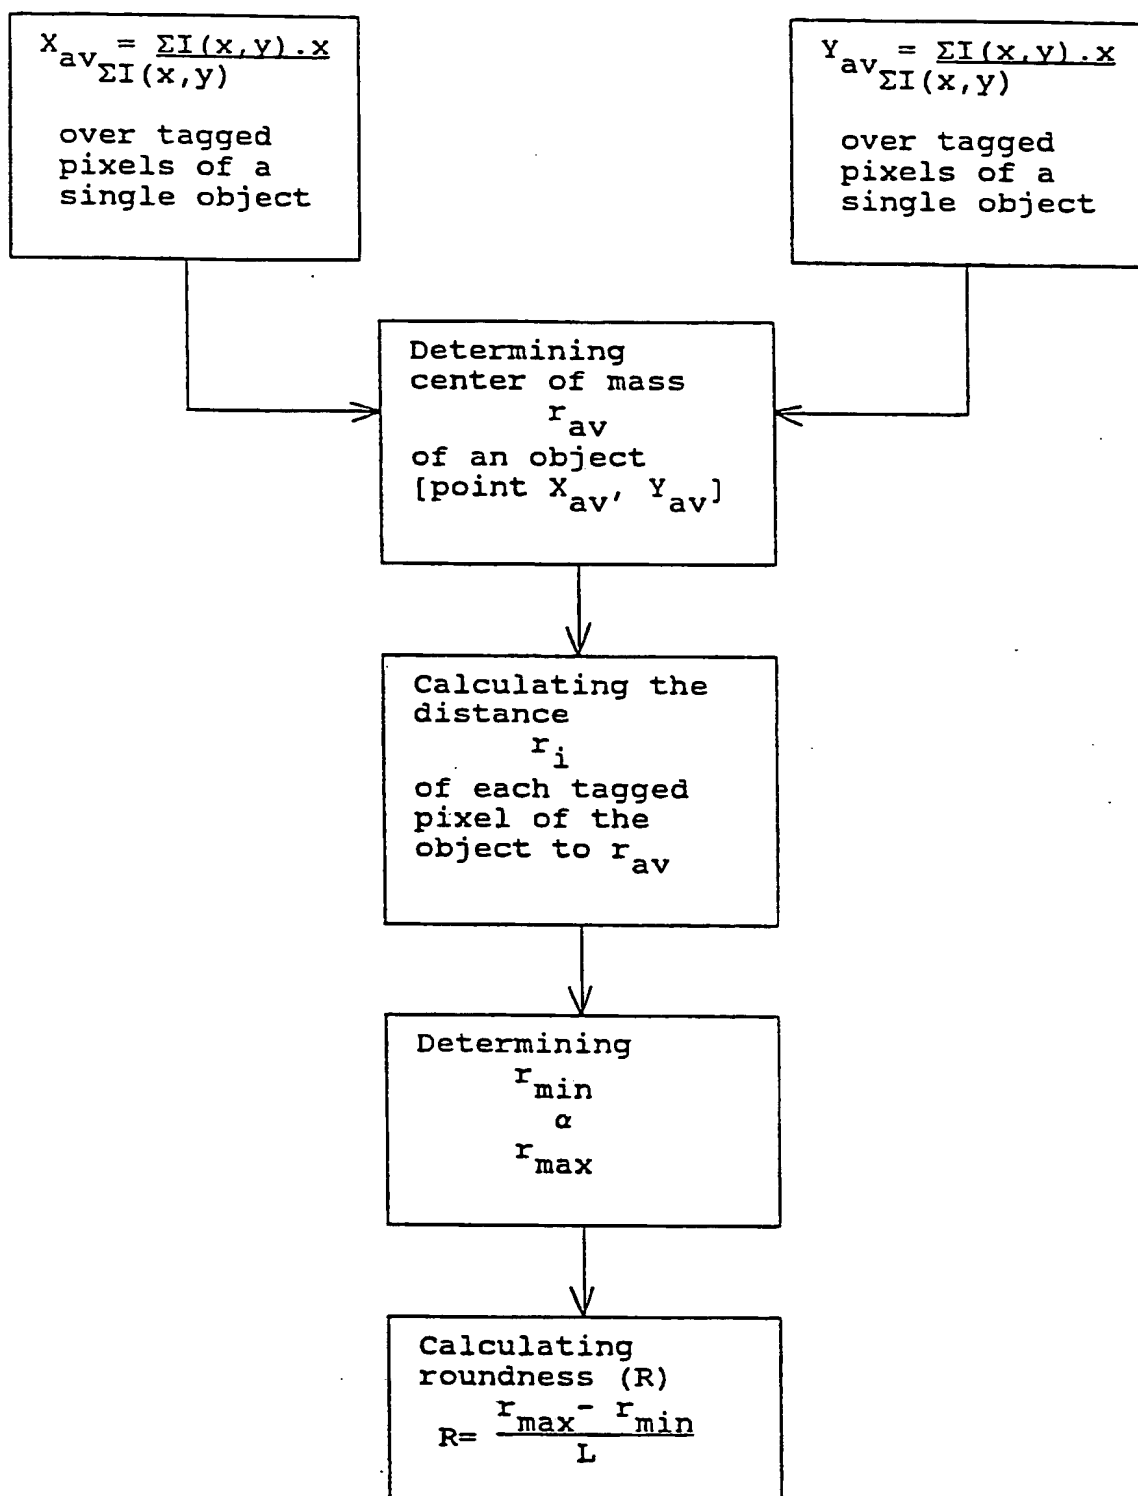 X_av = ΣI(x,y).x
ΣI(x,y)
over tagged
pixels of a
single object
Y_av = ΣI(x,y).x
ΣI(x,y)
over tagged
pixels of a
single object
Determining
center of mass
r_av
of an object
[point X_av, Y_av]
Calculating the
distance
r_i
of each tagged
pixel of the
object to r_av
Determining
r_min
α
r_max
Calculating
roundness (R)
R= r_max- r_min
L